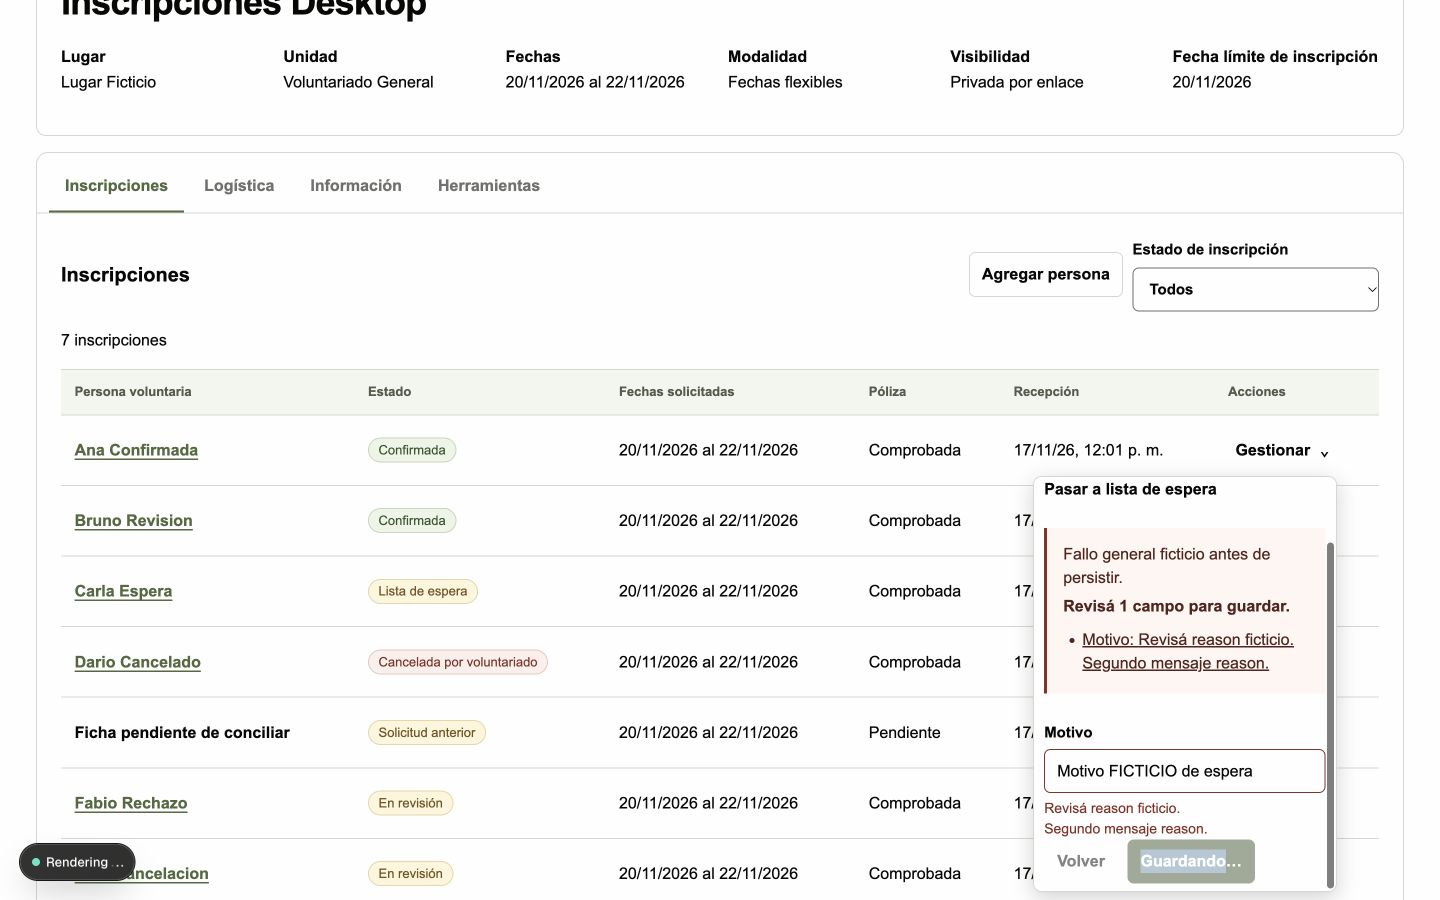 Inscripciones Desktop
Lugar
Lugar Ficticio
Unidad
Voluntariado General
Fechas
20/11/2026 al 22/11/2026
Modalidad
Fechas flexibles
Visibilidad
Privada por enlace
Fecha límite de inscripción
20/11/2026
Inscripciones Logística Información Herramientas
Inscripciones
Agregar persona
Estado de inscripción
Todos
7 inscripciones
Persona voluntaria Estado Fechas solicitadas Póliza Recepción Acciones
Ana Confirmada Confirmada 20/11/2026 al 22/11/2026 Comprobada 17/11/26, 12:01 p. m. Gestionar
Bruno Revision Confirmada 20/11/2026 al 22/11/2026 Comprobada 17/
Carla Espera Lista de espera 20/11/2026 al 22/11/2026 Comprobada 17/
Dario Cancelado Cancelada por voluntariado 20/11/2026 al 22/11/2026 Comprobada 17/
Ficha pendiente de conciliar Solicitud anterior 20/11/2026 al 22/11/2026 Pendiente 17/
Fabio Rechazo En revisión 20/11/2026 al 22/11/2026 Comprobada 17/
ancelacion En revisión 20/11/2026 al 22/11/2026 Comprobada 17/
Pasar a lista de espera
Fallo general ficticio antes de
persistir.
Revisá 1 campo para guardar.
Motivo: Revisá reason ficticio.
Segundo mensaje reason.
Motivo
Motivo FICTICIO de espera
Revisá reason ficticio.
Segundo mensaje reason.
Volver Guardando...
Rendering ...